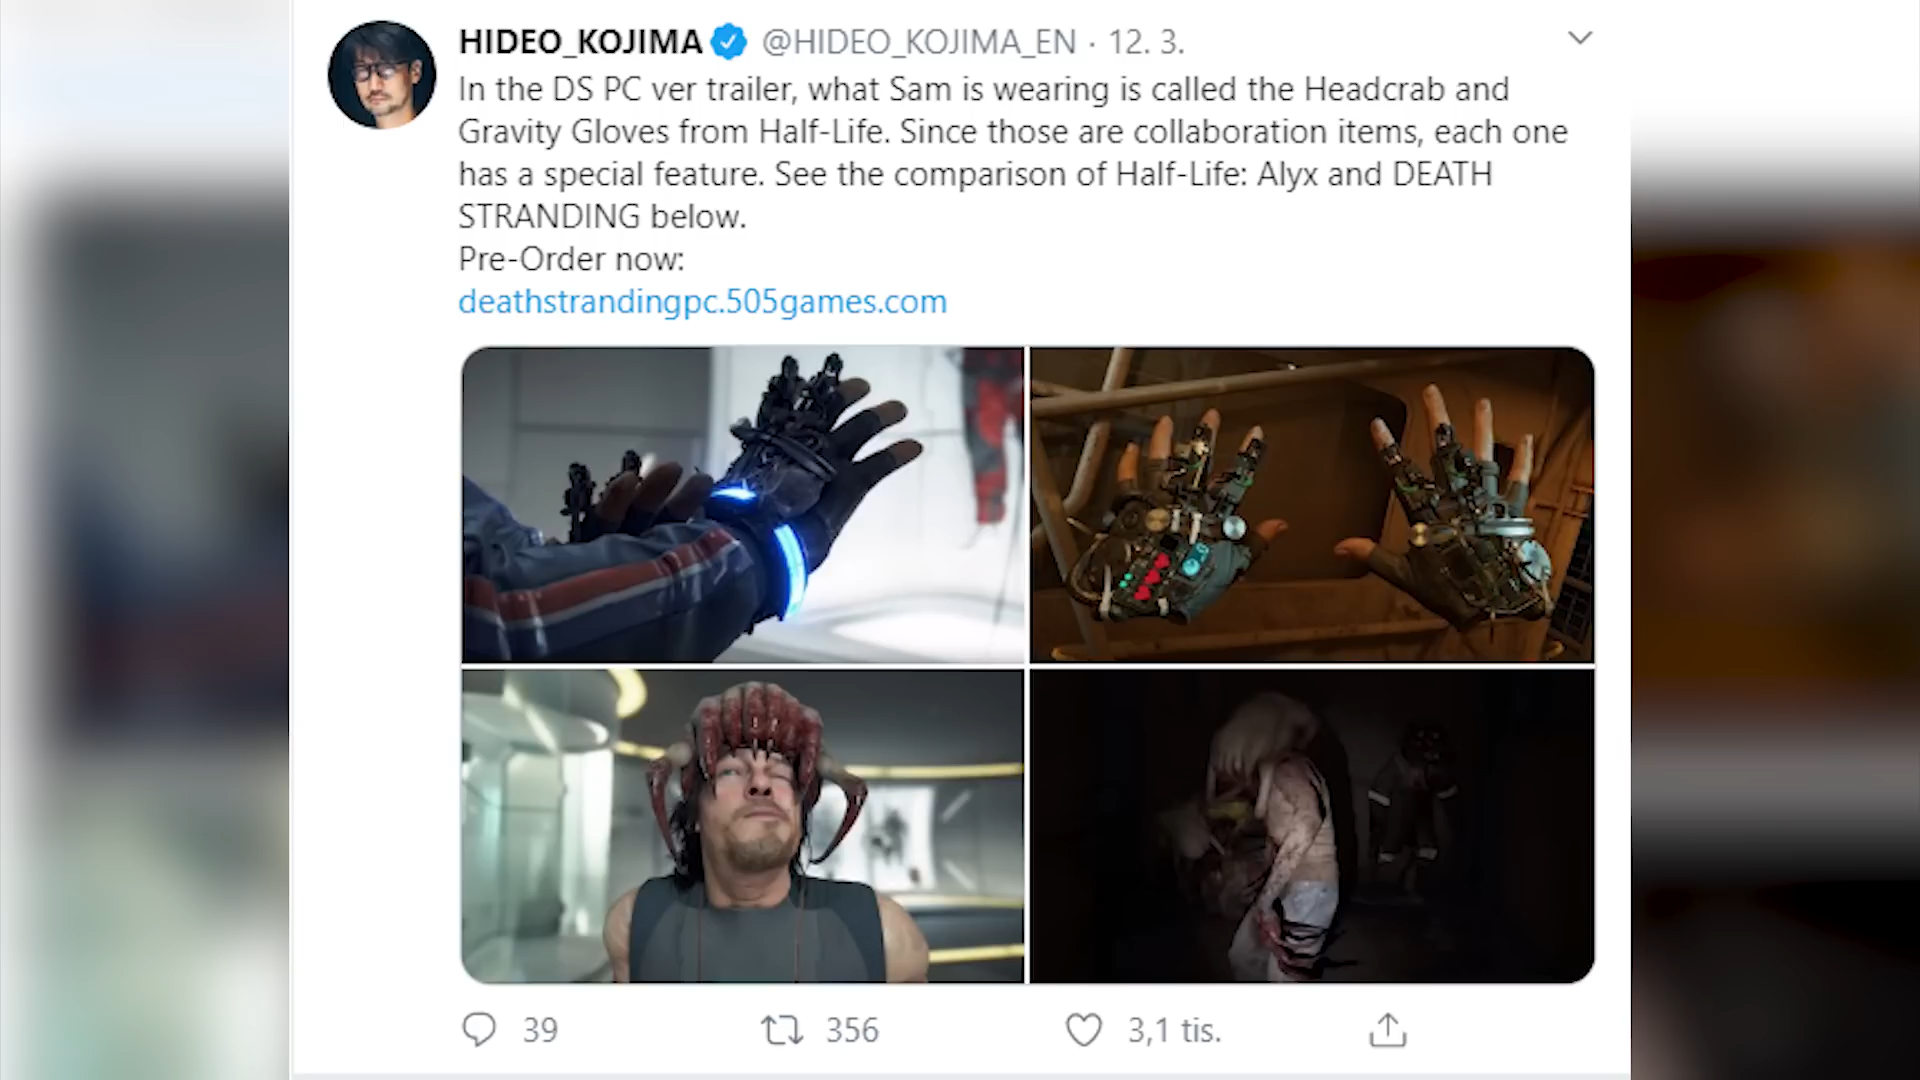 HIDEO_KOJIMA @HIDEO_KOJIMA_EN · 12. 3.
In the DS PC ver trailer, what Sam is wearing is called the Headcrab and
Gravity Gloves from Half-Life. Since those are collaboration items, each one
has a special feature. See the comparison of Half-Life: Alyx and DEATH
STRANDING below.
Pre-Order now:
deathstrandingpc.505games.com
39 356 3,1 tis.